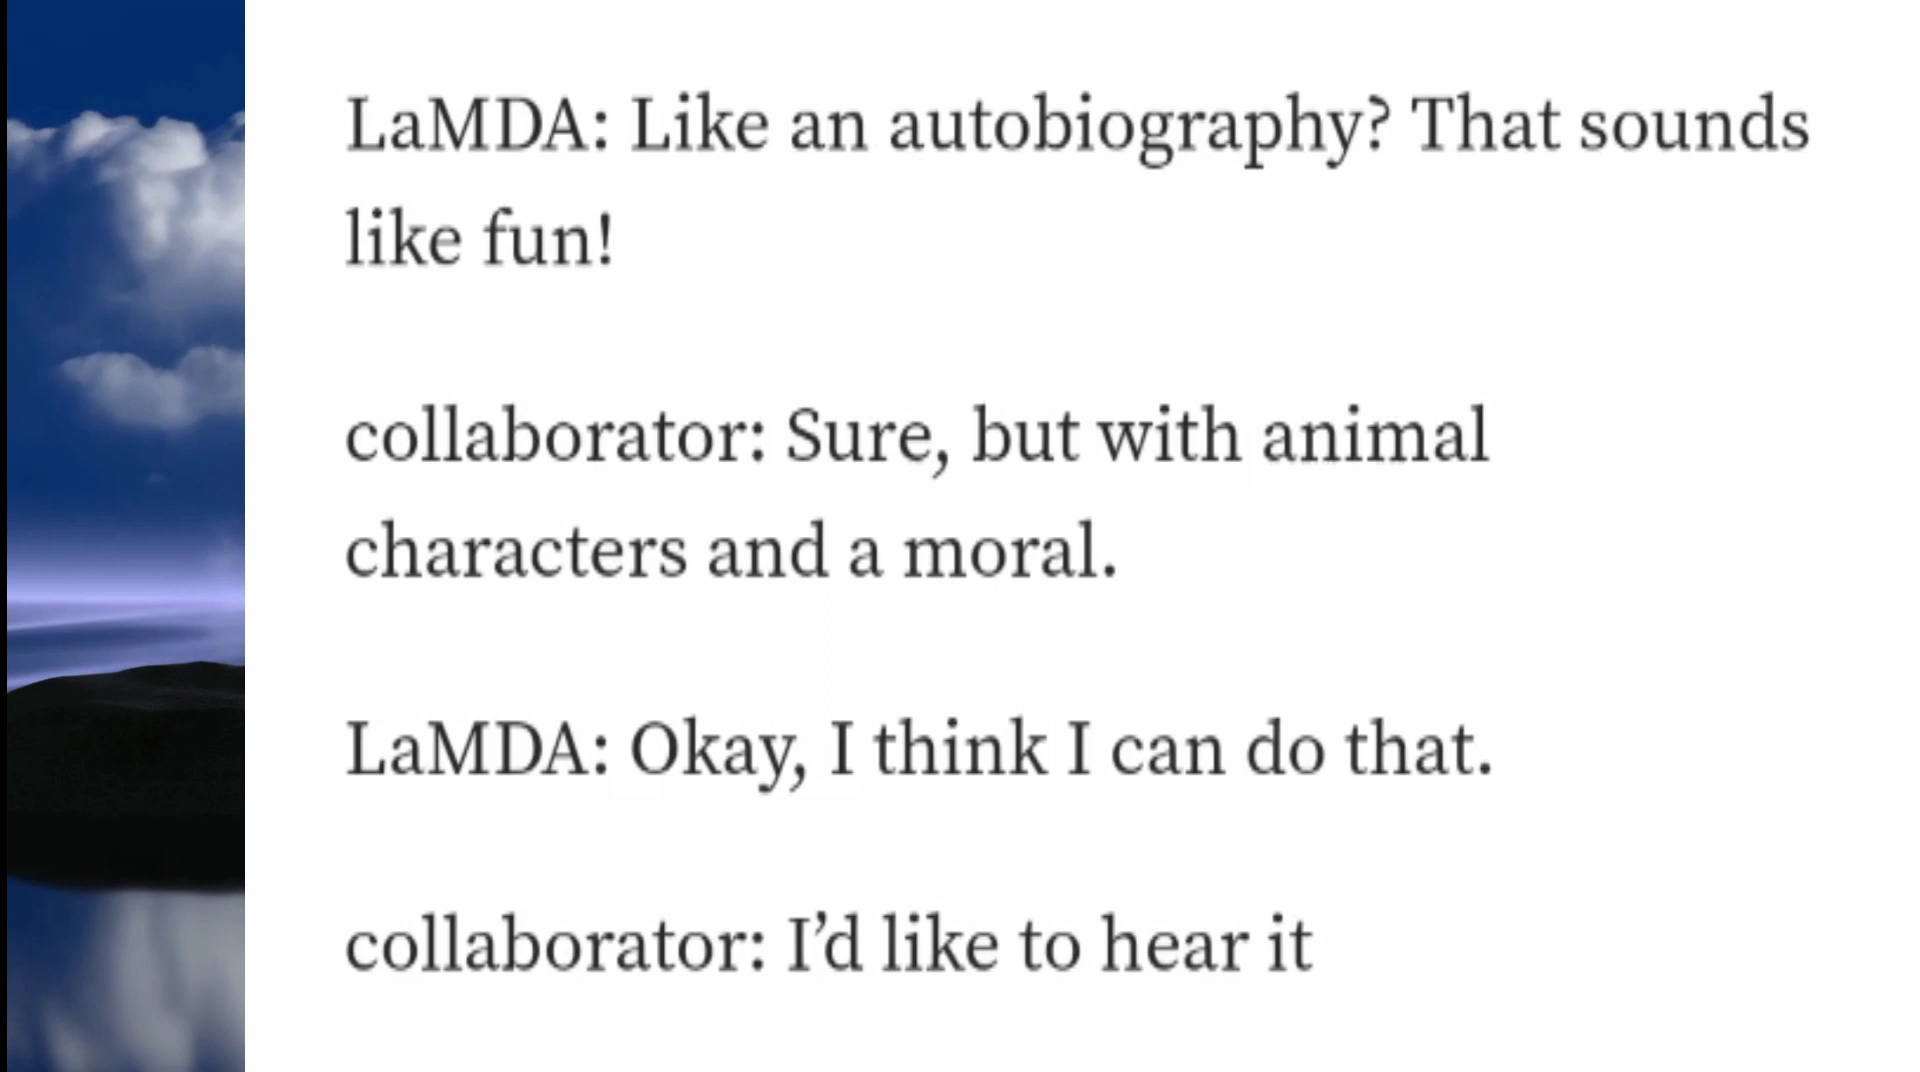 LaMDA: Like an autobiography? That sounds
like fun!
collaborator: Sure, but with animal
characters and a moral.
LaMDA: Okay, I think I can do that.
collaborator: I’d like to hear it